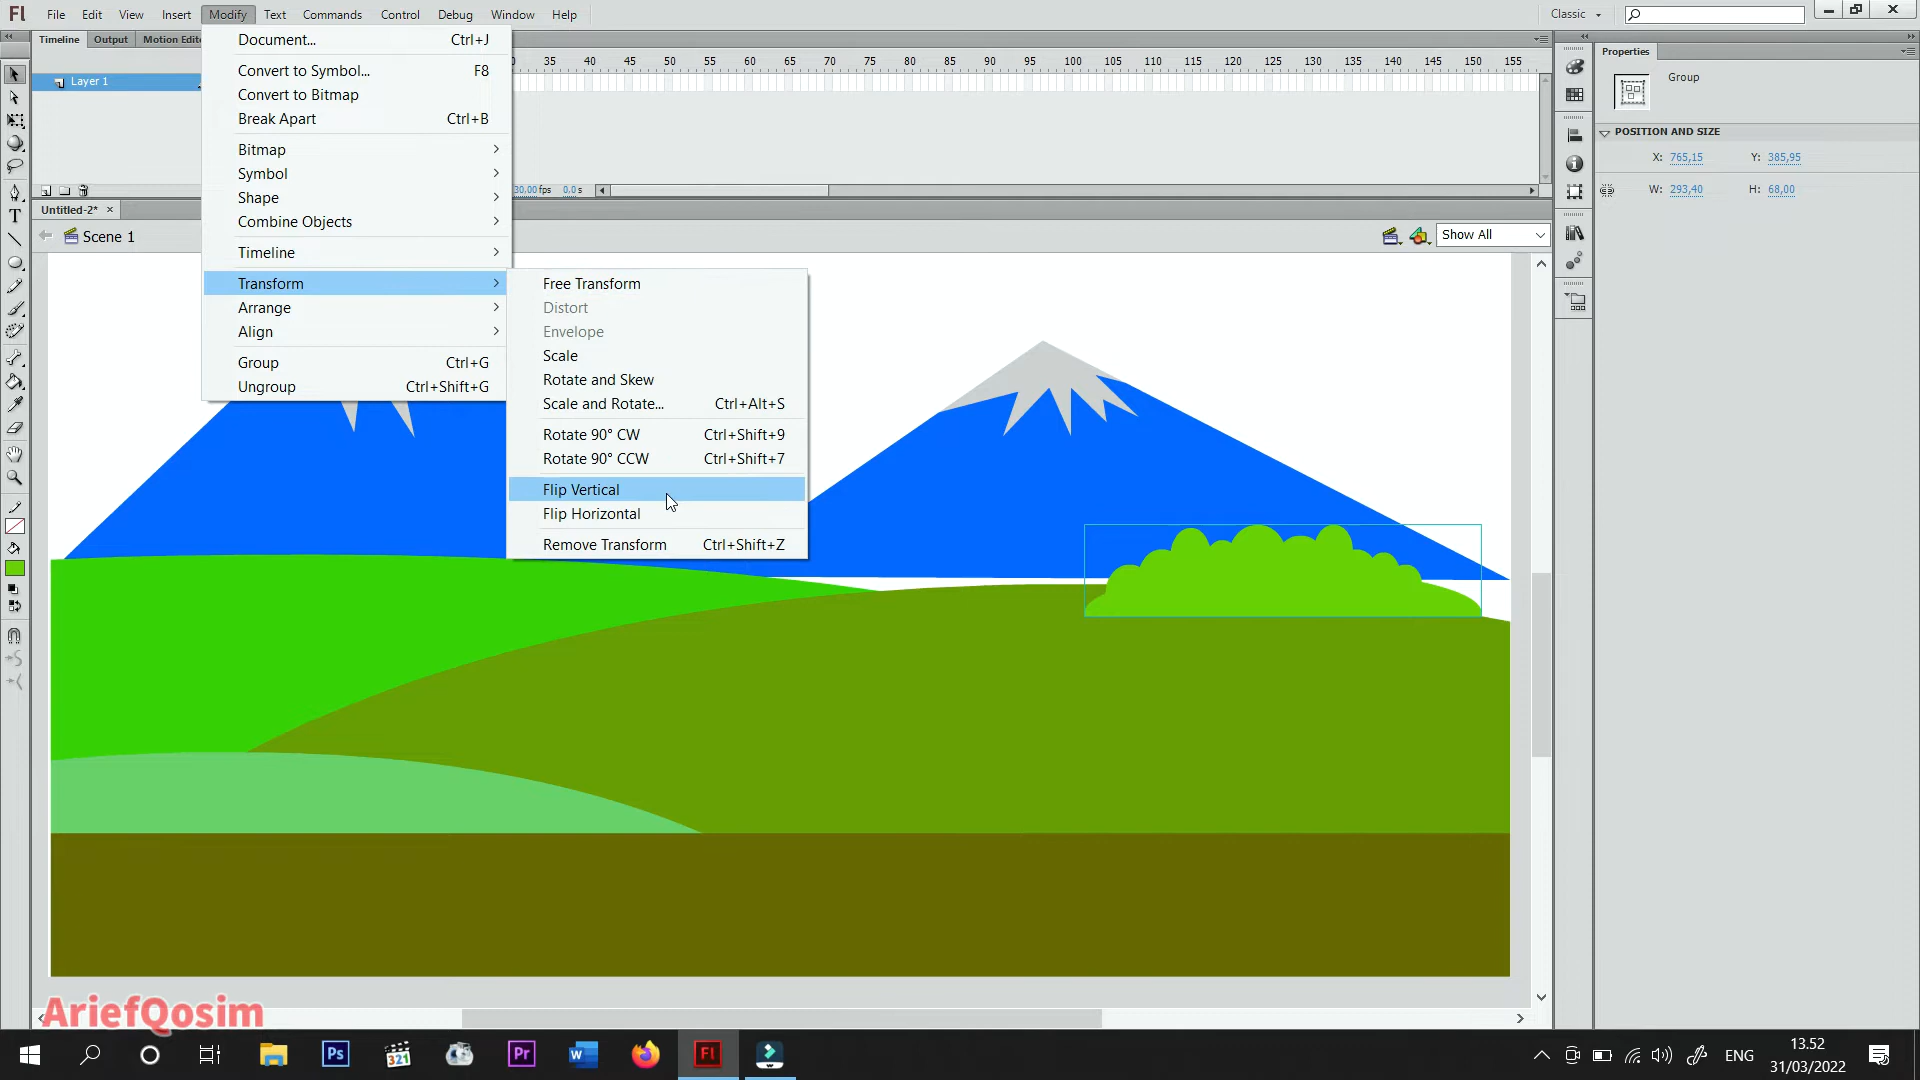 Fl File Edit View Insert Modify Text Commands Control Debug Window Help Classic
Timeline Output Motion Edit
Properties
Layer 1
35 40 45 50 55 60 65 70 75 80 85 90 95 100 105 110 115 120 125 130 135 140 145 150 155
Group
POSITION AND SIZE
X: 765,15 Y: 385,95
W: 293,40 H: 68,00
30,00 fps 0,0 s
Untitled-2*
Scene 1
Show All
Document... Ctrl+J
Convert to Symbol... F8
Convert to Bitmap
Break Apart Ctrl+B
Bitmap
Symbol
Shape
Combine Objects
Timeline
Transform
Arrange
Align
Group Ctrl+G
Ungroup Ctrl+Shift+G
Free Transform
Distort
Envelope
Scale
Rotate and Skew
Scale and Rotate... Ctrl+Alt+S
Rotate 90° CW Ctrl+Shift+9
Rotate 90° CCW Ctrl+Shift+7
Flip Vertical
Flip Horizontal
Remove Transform Ctrl+Shift+Z
T
AriefQosim
Ps
321
Pr
W
Fl
ENG
13.52
31/03/2022